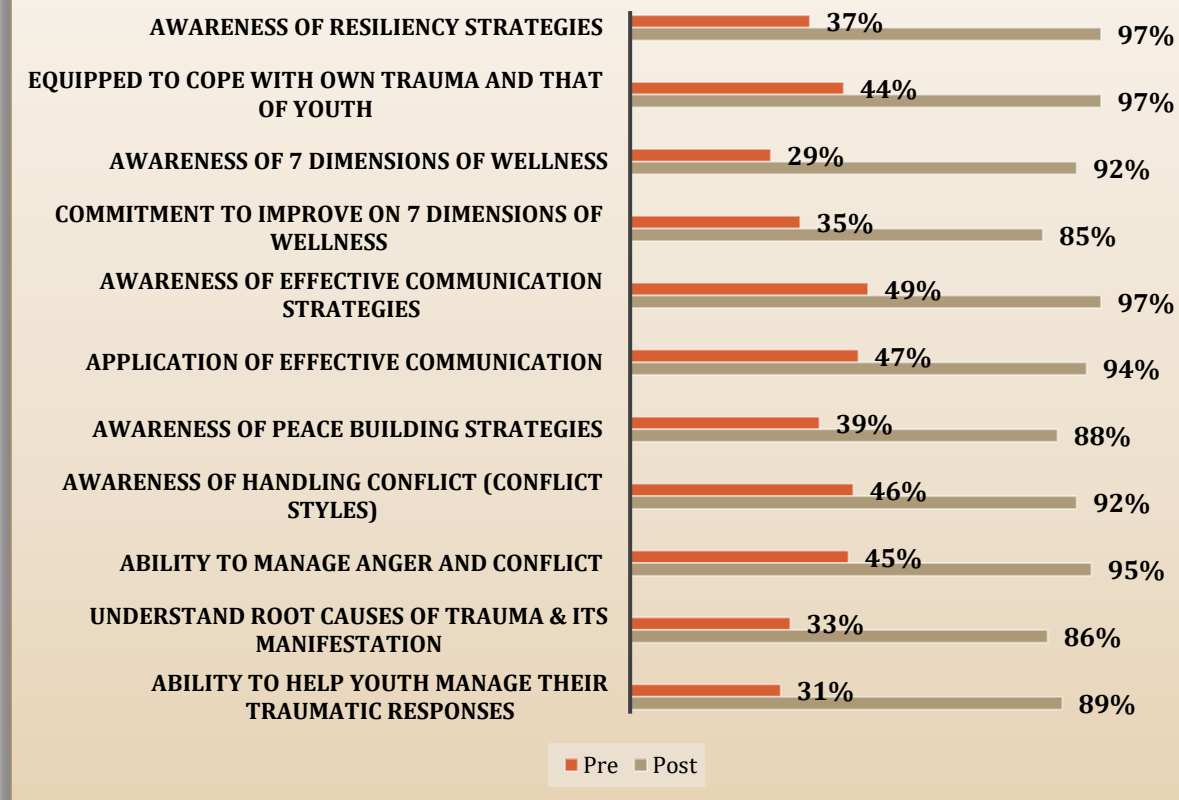 AWARENESS OF RESILIENCY STRATEGIES
37%
97%
EQUIPPED TO COPE WITH OWN TRAUMA AND THAT
OF YOUTH
44%
97%
AWARENESS OF 7 DIMENSIONS OF WELLNESS
29%
92%
COMMITMENT TO IMPROVE ON 7 DIMENSIONS OF
WELLNESS
35%
85%
AWARENESS OF EFFECTIVE COMMUNICATION
STRATEGIES
49%
97%
APPLICATION OF EFFECTIVE COMMUNICATION
47%
94%
AWARENESS OF PEACE BUILDING STRATEGIES
39%
88%
AWARENESS OF HANDLING CONFLICT (CONFLICT
STYLES)
46%
92%
ABILITY TO MANAGE ANGER AND CONFLICT
45%
95%
UNDERSTAND ROOT CAUSES OF TRAUMA & ITS
MANIFESTATION
33%
86%
ABILITY TO HELP YOUTH MANAGE THEIR
TRAUMATIC RESPONSES
31%
89%
Pre Post